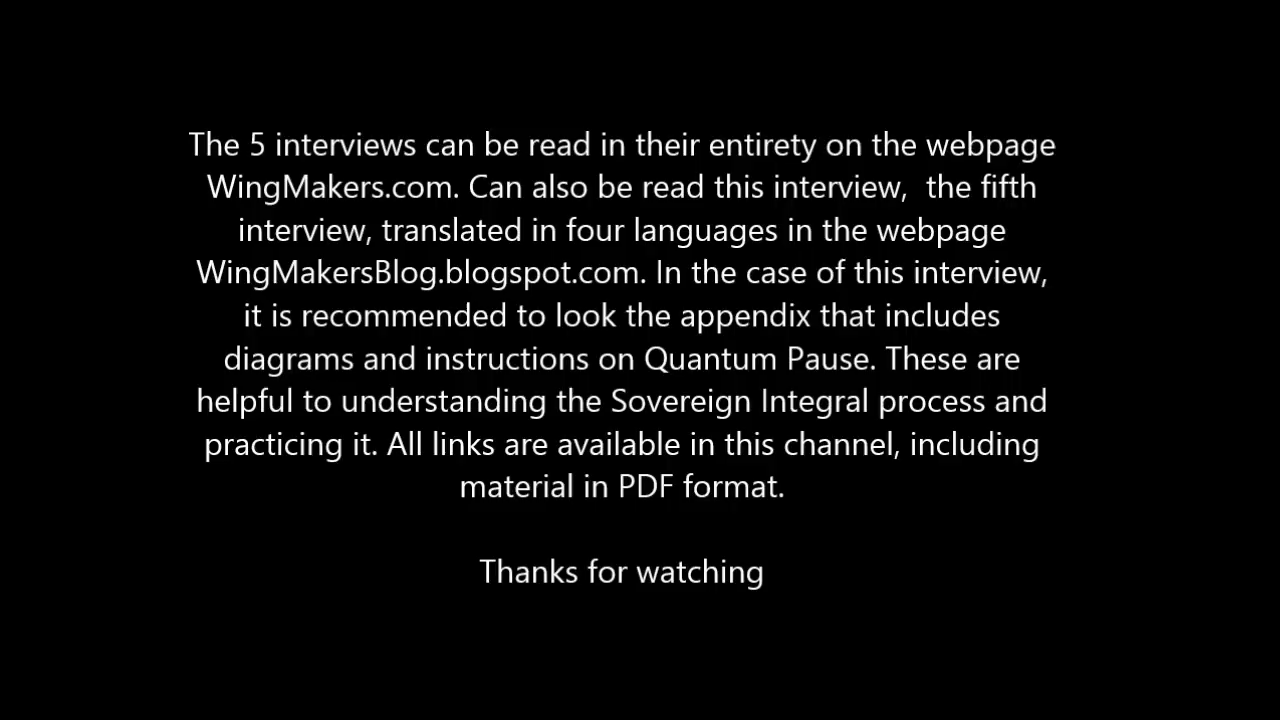 The 5 interviews can be read in their entirety on the webpage
WingMakers.com. Can also be read this interview,  the fifth
interview, translated in four languages in the webpage
WingMakersBlog.blogspot.com. In the case of this interview,
it is recommended to look the appendix that includes
diagrams and instructions on Quantum Pause. These are
helpful to understanding the Sovereign Integral process and
practicing it. All links are available in this channel, including
material in PDF format.
Thanks for watching